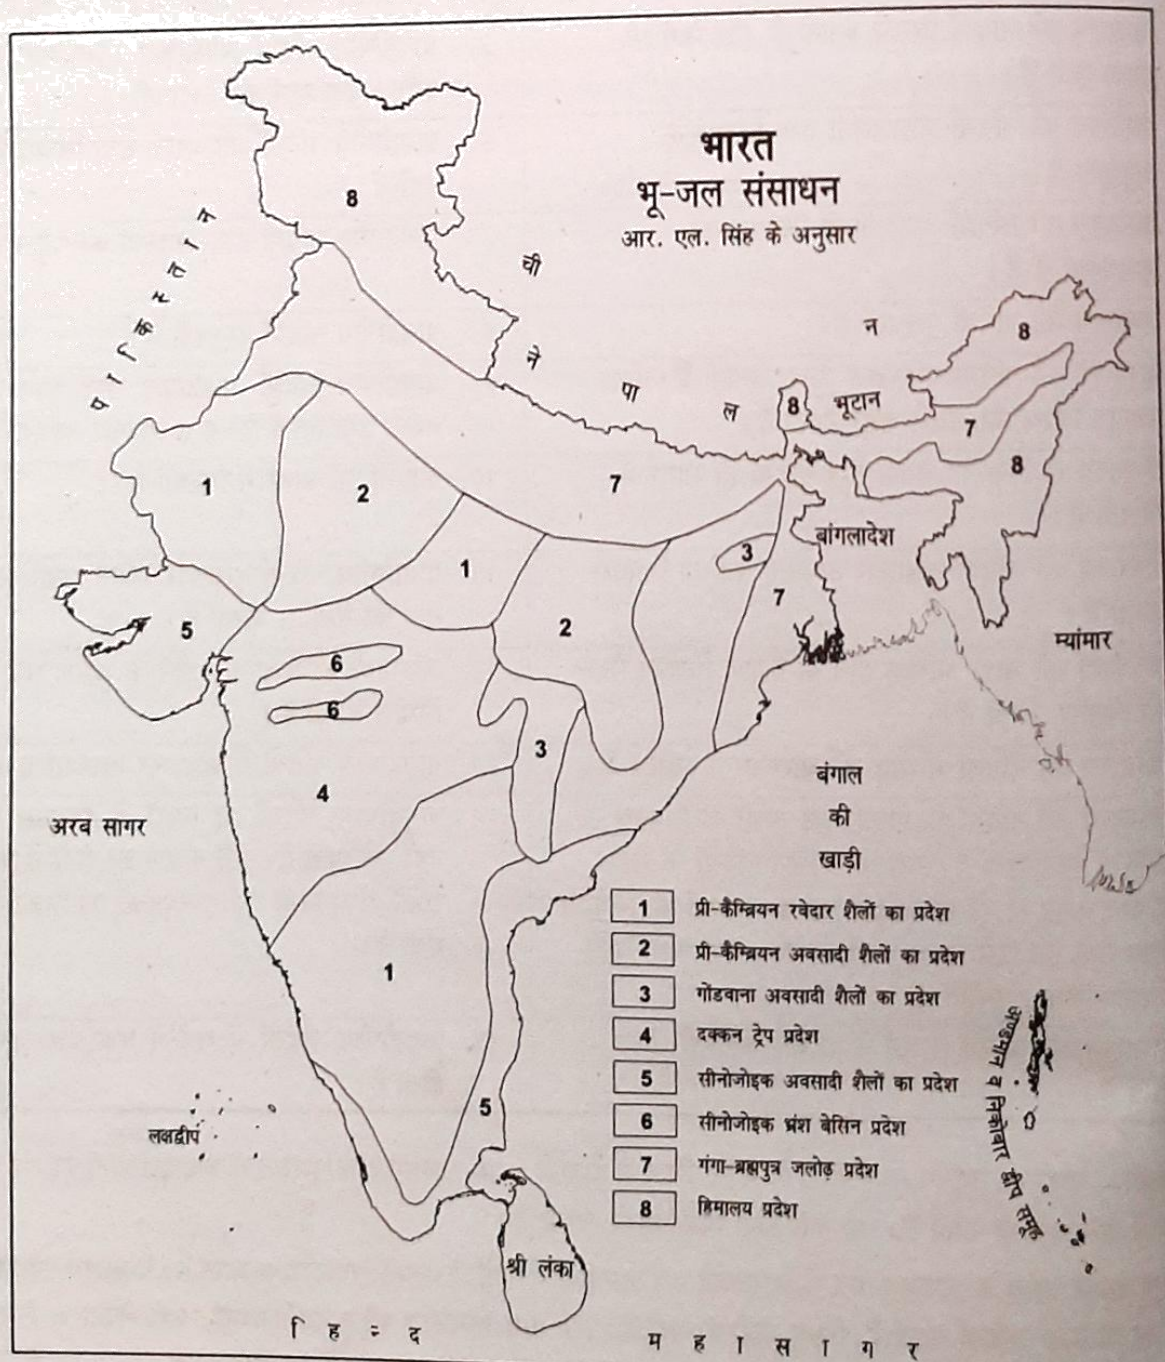 भारत
भू-जल संसाधन
आर. एल. सिंह के अनुसार
पाकिस्तान
चीन
नेपाल
भूटान
8
8
8
7
8
1
2
7
बांगलादेश
3
1
7
5
2
म्यांमार
6
6
3
4
बंगाल
की
खाड़ी
अरब सागर
1
5
1 प्री-कैम्ब्रियन रवेदार शैलों का प्रदेश
2 प्री-कैम्ब्रियन अवसादी शैलों का प्रदेश
3 गोंडवाना अवसादी शैलों का प्रदेश
4 दक्कन ट्रेप प्रदेश
5 सीनोजोइक अवसादी शैलों का प्रदेश
6 सीनोजोइक भ्रंश बेसिन प्रदेश
7 गंगा-ब्रह्मपुत्र जलोढ़ प्रदेश
8 हिमालय प्रदेश
लक्षद्वीप
अण्डमान व निकोबार द्वीप समूह
श्री लंका
हिन्द महासागर